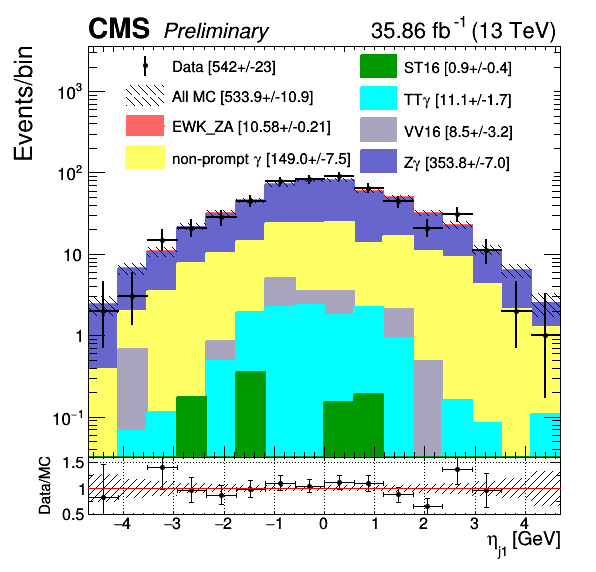 CMS Preliminary 35.86 fb⁻¹ (13 TeV)
Events/bin
Data [542+/-23]
All MC [533.9+/-10.9]
EWK_ZA [10.58+/-0.21]
non-prompt γ [149.0+/-7.5]
ST16 [0.9+/-0.4]
TTγ [11.1+/-1.7]
VV16 [8.5+/-3.2]
Zγ [353.8+/-7.0]
10³
10²
10
1
10⁻¹
Data/MC
1.5
1
0.5
−4 −3 −2 −1 0 1 2 3 4
η_j1 [GeV]